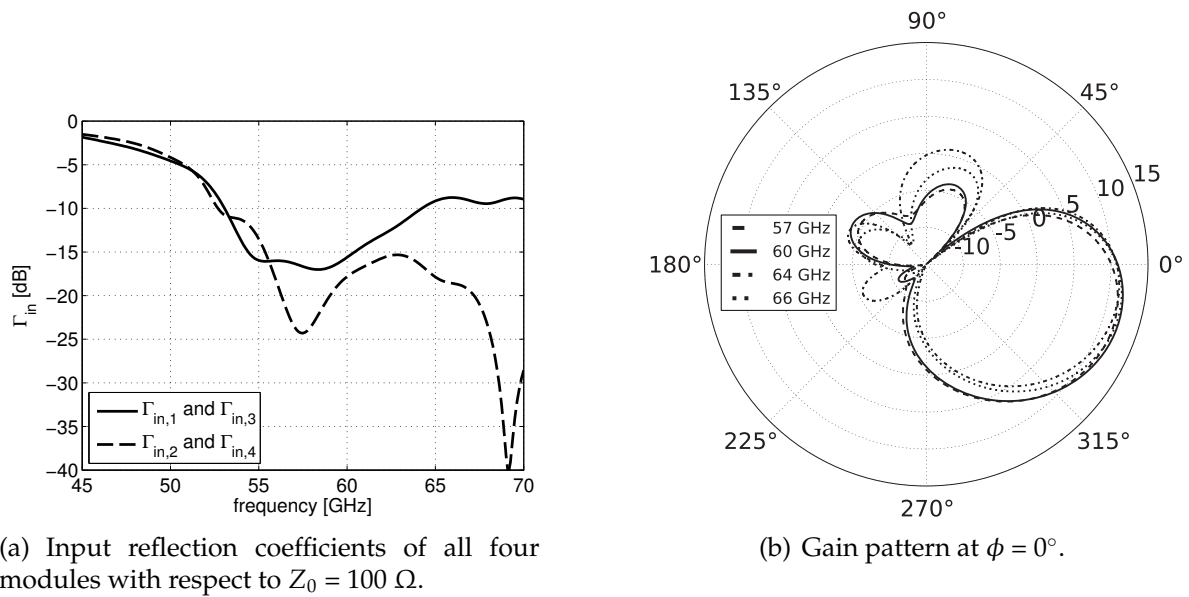 0
−5
−10
−15
−20
−25
−30
−35
−40
Γin [dB]
Γin,1 and Γin,3
Γin,2 and Γin,4
45 50 55 60 65 70
frequency [GHz]
(a) Input reflection coefficients of all four
modules with respect to Z0 = 100 Ω.
90°
135° 45°
15
10
5
0
-5
-10
57 GHz
60 GHz
64 GHz
66 GHz
180° 0°
225° 315°
270°
(b) Gain pattern at ϕ = 0°.